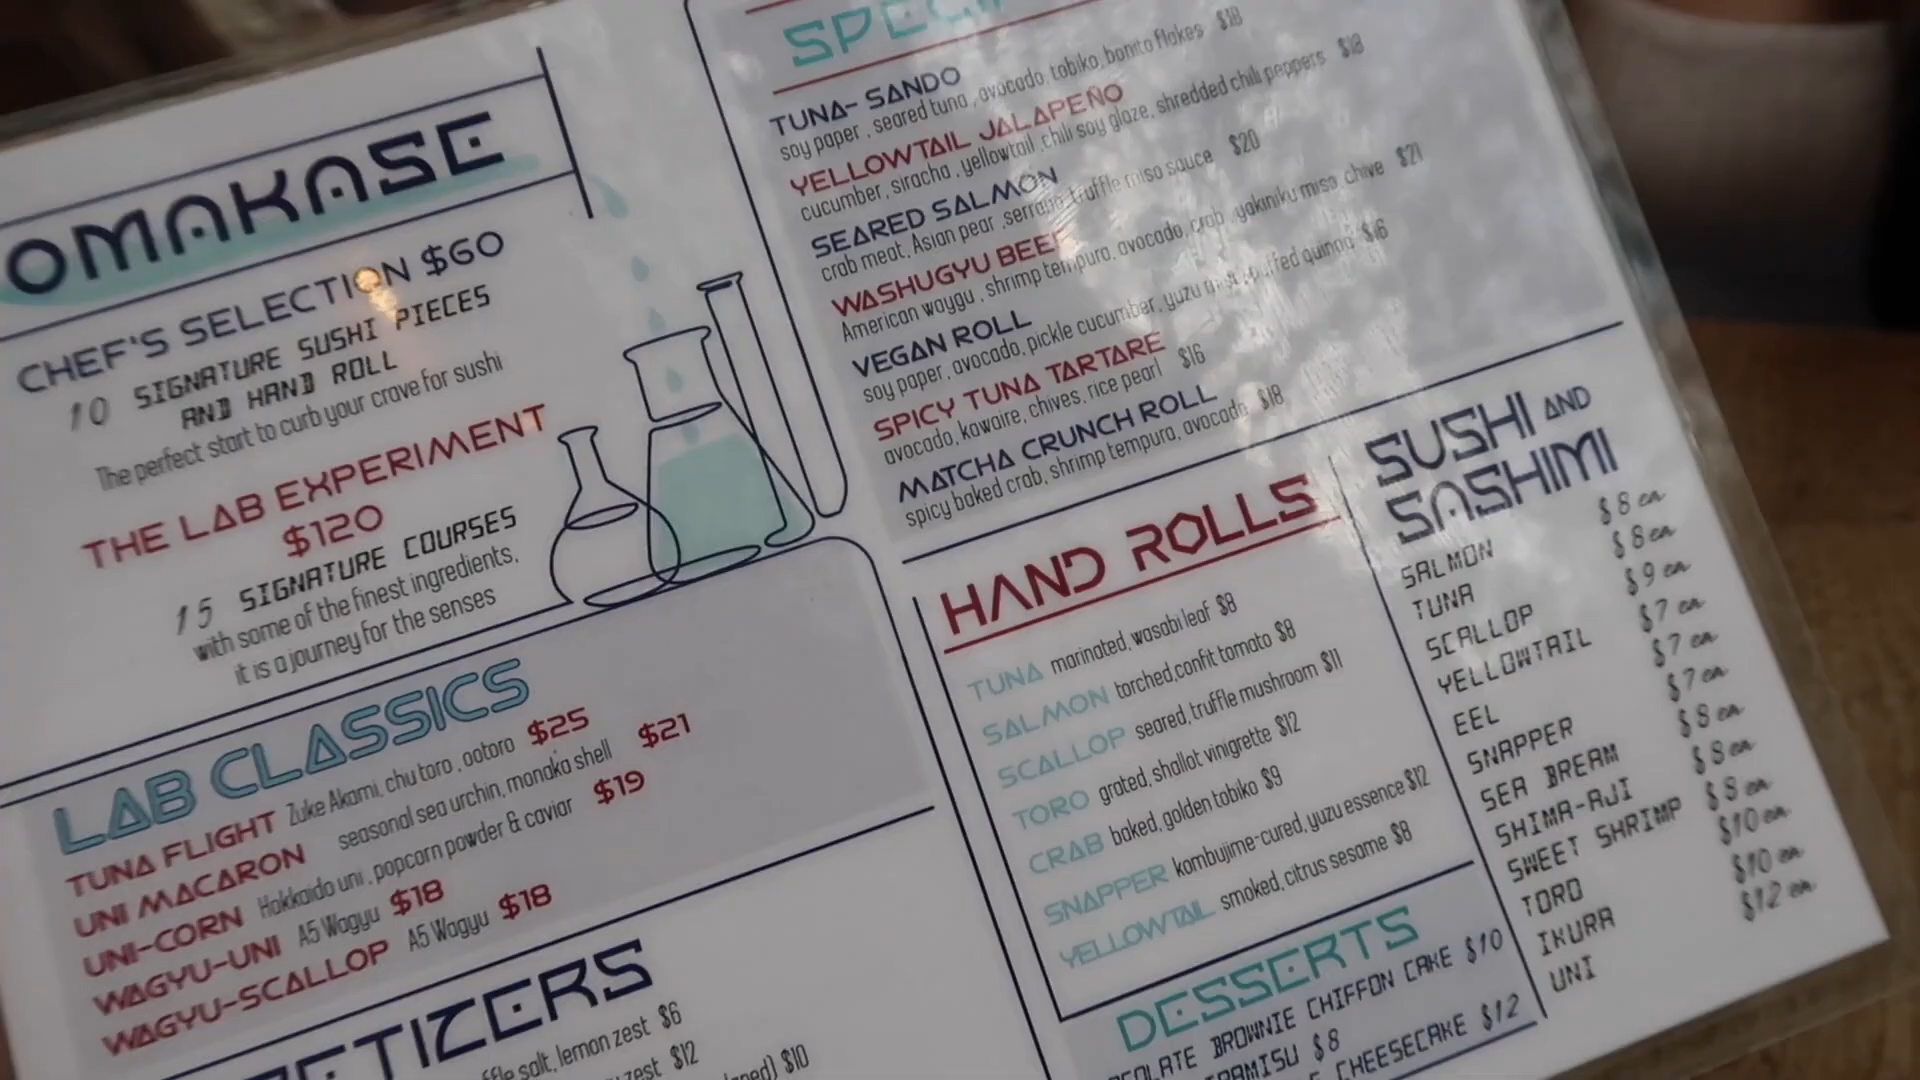 OMAKASE
CHEF'S SELECTION $60
10 SIGNATURE SUSHI PIECES
AND HAND ROLL
The perfect start to curb your crave for sushi
THE LAB EXPERIMENT
$120
15 SIGNATURE COURSES
with some of the finest ingredients,
it is a journey for the senses
LAB CLASSICS
TUNA FLIGHT Zuke Akami, chu toro, ootoro $25
UNI MACARON seasonal sea urchin, monaka shell $21
UNI-CORN Hokkaido uni, popcorn powder & caviar $19
WAGYU-UNI A5 Wagyu $18
WAGYU-SCALLOP A5 Wagyu $18
salt, lemon zest $6
zest $12
$10
TUNA- SANDO
soy paper, seared tuna, avocado, tobiko, bonito flakes $18
YELLOWTAIL JALAPEÑO
cucumber, siracha, yellowtail, chili soy glaze, shredded chili peppers $18
SEARED SALMON
crab meat, Asian pear, serrano, truffle miso sauce $20
WASHUGYU BEEF
American waygu, shrimp tempura, avocado, crab, yakiniku miso, chive $21
VEGAN ROLL
soy paper, avocado, pickle cucumber, yuzu puffed quinoa $16
SPICY TUNA TARTARE
avocado, kawaire, chives, rice pearl $16
MATCHA CRUNCH ROLL
spicy baked crab, shrimp tempura, avocado $18
HAND ROLLS
TUNA marinated, wasabi leaf $8
SALMON torched, confit tomato $8
SCALLOP seared, truffle mushroom $11
TORO grated, shallot vinigrette $12
CRAB baked, golden tobiko $9
SNAPPER kombujime-cured, yuzu essence $12
YELLOWTAIL smoked, citrus sesame $8
DESSERTS
BROWNIE CHIFFON CAKE $10
$8
CHEESECAKE $12
SUSHI AND
SASHIMI
SALMON $8 ea
TUNA $8 ea
SCALLOP $9 ea
YELLOWTAIL $7 ea
EEL $7 ea
SNAPPER $7 ea
SEA BREAM $8 ea
SHIMA-AJI $8 ea
SWEET SHRIMP $8 ea
TORO $10 ea
IKURA $10 ea
UNI $12 ea